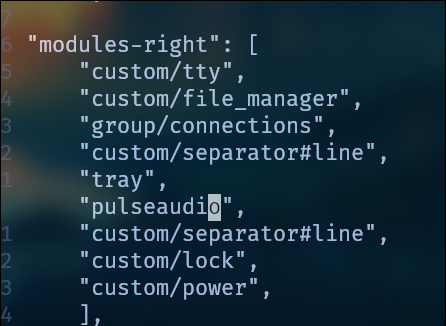 7
6 "modules-right": [
5 "custom/tty",
4 "custom/file_manager",
3 "group/connections",
2 "custom/separator#line",
1 "tray",
"pulseaudio",
1 "custom/separator#line",
2 "custom/lock",
3 "custom/power",
4 ],